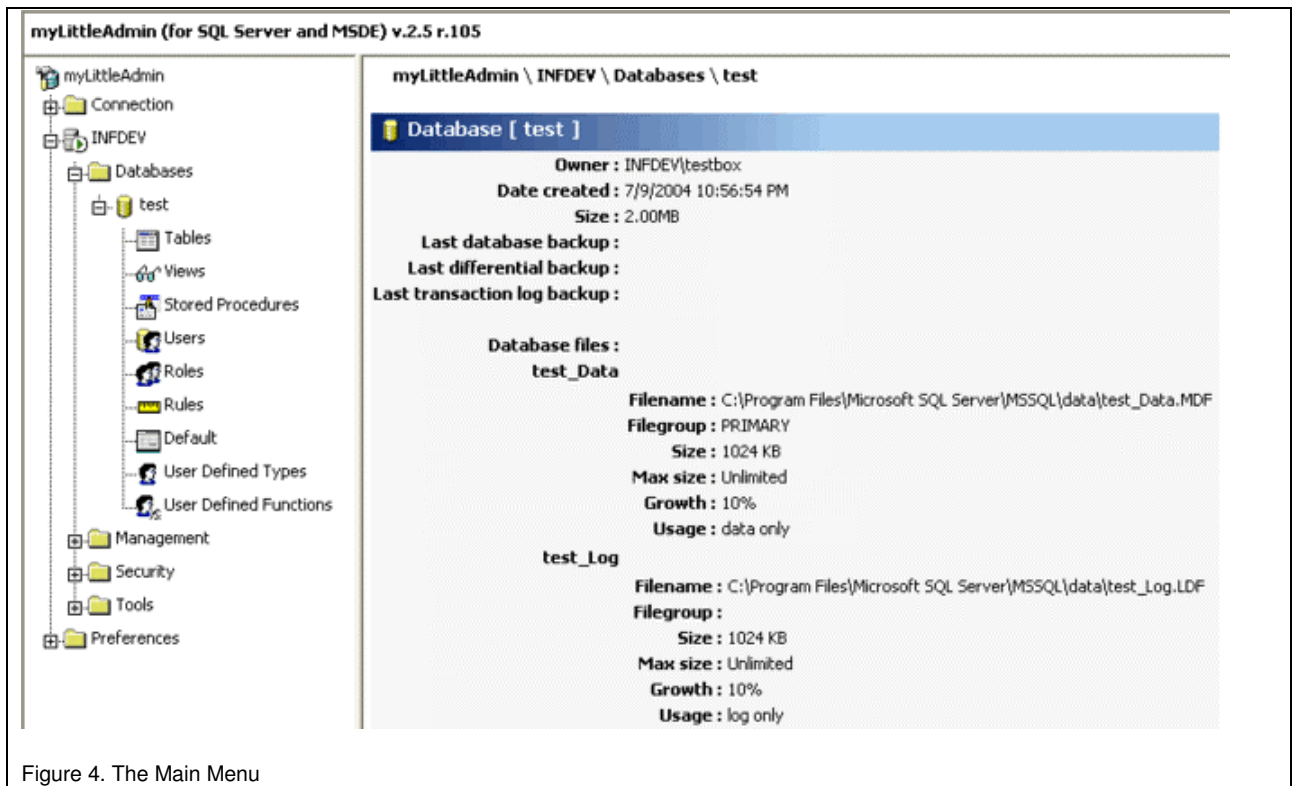 myLittleAdmin (for SQL Server and MSDE) v.2.5 r.105
myLittleAdmin
Connection
INFDEV
Databases
test
Tables
Views
Stored Procedures
Users
Roles
Rules
Default
User Defined Types
User Defined Functions
Management
Security
Tools
Preferences
myLittleAdmin \ INFDEV \ Databases \ test
Database [ test ]
Owner : INFDEV\testbox
Date created : 7/9/2004 10:56:54 PM
Size : 2.00MB
Last database backup :
Last differential backup :
Last transaction log backup :
Database files :
test_Data
Filename : C:\Program Files\Microsoft SQL Server\MSSQL\data\test_Data.MDF
Filegroup : PRIMARY
Size : 1024 KB
Max size : Unlimited
Growth : 10%
Usage : data only
test_Log
Filename : C:\Program Files\Microsoft SQL Server\MSSQL\data\test_Log.LDF
Filegroup :
Size : 1024 KB
Max size : Unlimited
Growth : 10%
Usage : log only
Figure 4. The Main Menu